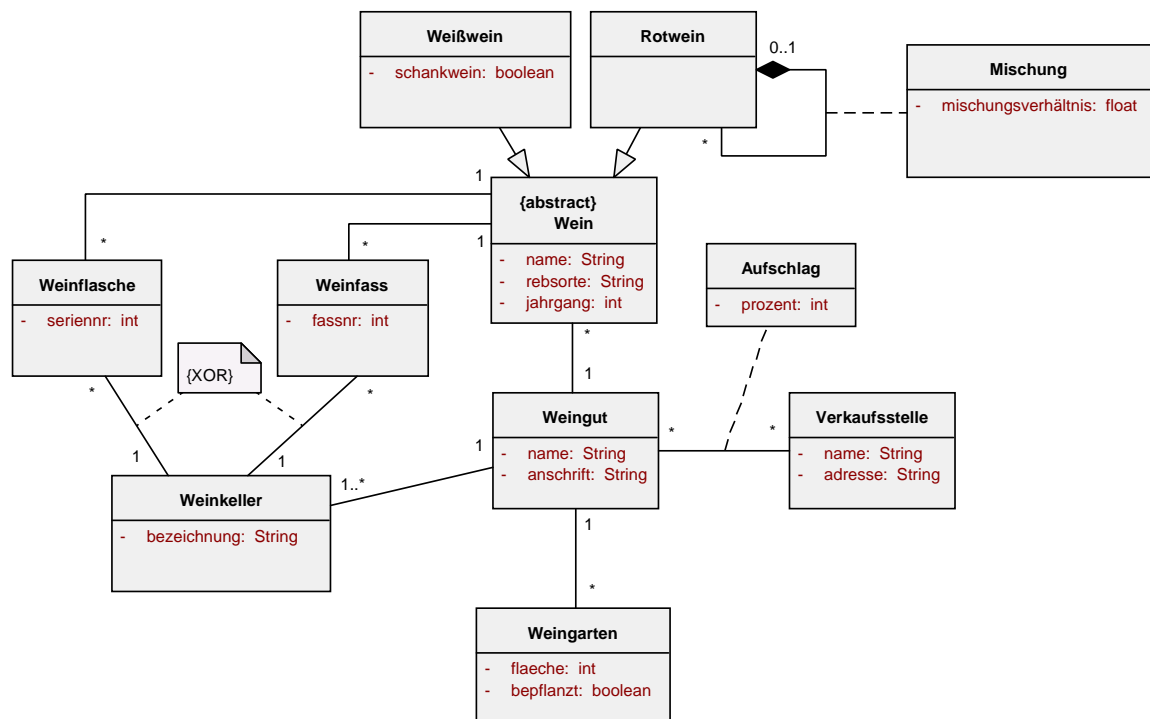 Weißwein
- schankwein: boolean
Rotwein
0..1
*
Mischung
- mischungsverhältnis: float
1
*
1
*
{abstract}
Wein
- name: String
- rebsorte: String
- jahrgang: int
Weinflasche
- seriennr: int
Weinfass
- fassnr: int
Aufschlag
- prozent: int
{XOR}
*
*
1
1
*
1
Weingut
- name: String
- anschrift: String
*
*
Verkaufsstelle
- name: String
- adresse: String
Weinkeller
- bezeichnung: String
1..*
1
1
*
Weingarten
- flaeche: int
- bepflanzt: boolean